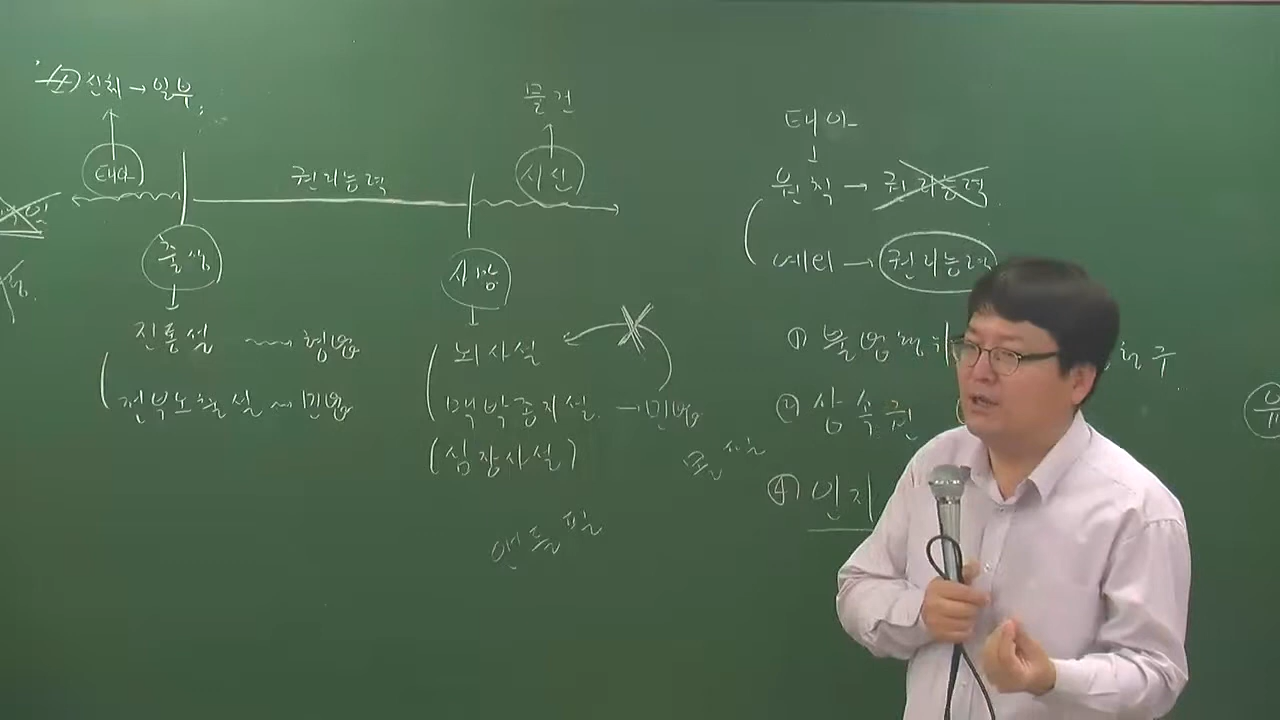 신체 → 일부
물건
태아
태아
권리능력
시신
원칙 → 권리능력
출생
사망
예외 → 권리능력
진통설 형법
뇌사설
① 불법행위
전부노출설 민법
맥박종지설 → 민법
② 상속권
(심장사설)
④ 인지